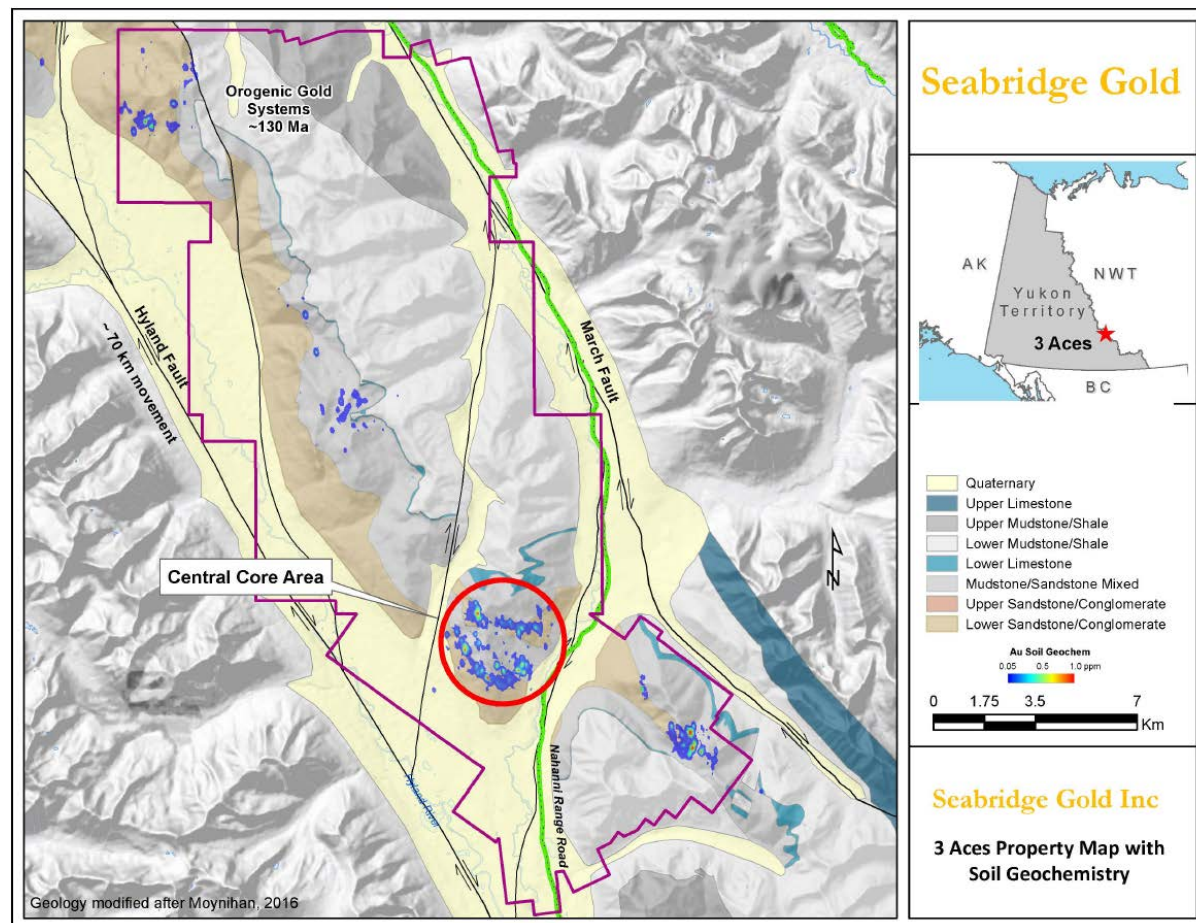 Orogenic Gold
Systems
~130 Ma
Hyland Fault
~ 70 km movement
March Fault
Central Core Area
N
Hyland River
Nahanni Range Road
Geology modified after Moynihan, 2016
Seabridge Gold
AK
NWT
Yukon
Territory
3 Aces
BC
Quaternary
Upper Limestone
Upper Mudstone/Shale
Lower Mudstone/Shale
Lower Limestone
Mudstone/Sandstone Mixed
Upper Sandstone/Conglomerate
Lower Sandstone/Conglomerate
Au Soil Geochem
0.05 0.5 1.0 ppm
0 1.75 3.5 7
Km
Seabridge Gold Inc
3 Aces Property Map with
Soil Geochemistry